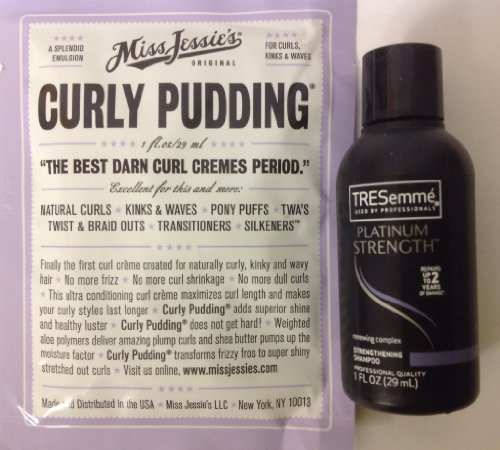 A SPLENDID
EMULSION
Miss Jessie's
ORIGINAL
FOR CURLS,
KINKS & WAVES
CURLY PUDDING®
1 fl.oz/29 ml
"THE BEST DARN CURL CREMES PERIOD."
Excellent for this and more:
NATURAL CURLS ★ KINKS & WAVES ★ PONY PUFFS ★ TWA'S
TWIST & BRAID OUTS ★ TRANSITIONERS ★ SILKENERS™
Finally the first curl crème created for naturally curly, kinky and wavy
hair ★ No more frizz ★ No more curl shrinkage ★ No more dull curls
★ This ultra conditioning curl crème maximizes curl length and makes
your curly styles last longer ★ Curly Pudding® adds superior shine
and healthy luster ★ Curly Pudding® does not get hard! ★ Weighted
aloe polymers deliver amazing plump curls and shea butter pumps up the
moisture factor ★ Curly Pudding® transforms frizzy fros to super shiny
stretched out curls ★ Visit us online, www.missjessies.com
Made and Distributed in the USA ★ Miss Jessie's LLC ★ New York, NY 10013
TRESemmé
USED BY PROFESSIONALS
PLATINUM
STRENGTH™
REPAIRS
UP TO 2
YEARS
OF DAMAGE*
renewing complex
STRENGTHENING
SHAMPOO
PROFESSIONAL QUALITY
1 FL OZ (29 mL)